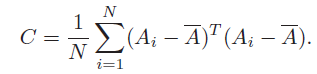 $C = \frac{1}{N} \sum_{i=1}^{N} (A_i - \overline{A})^T (A_i - \overline{A}).$